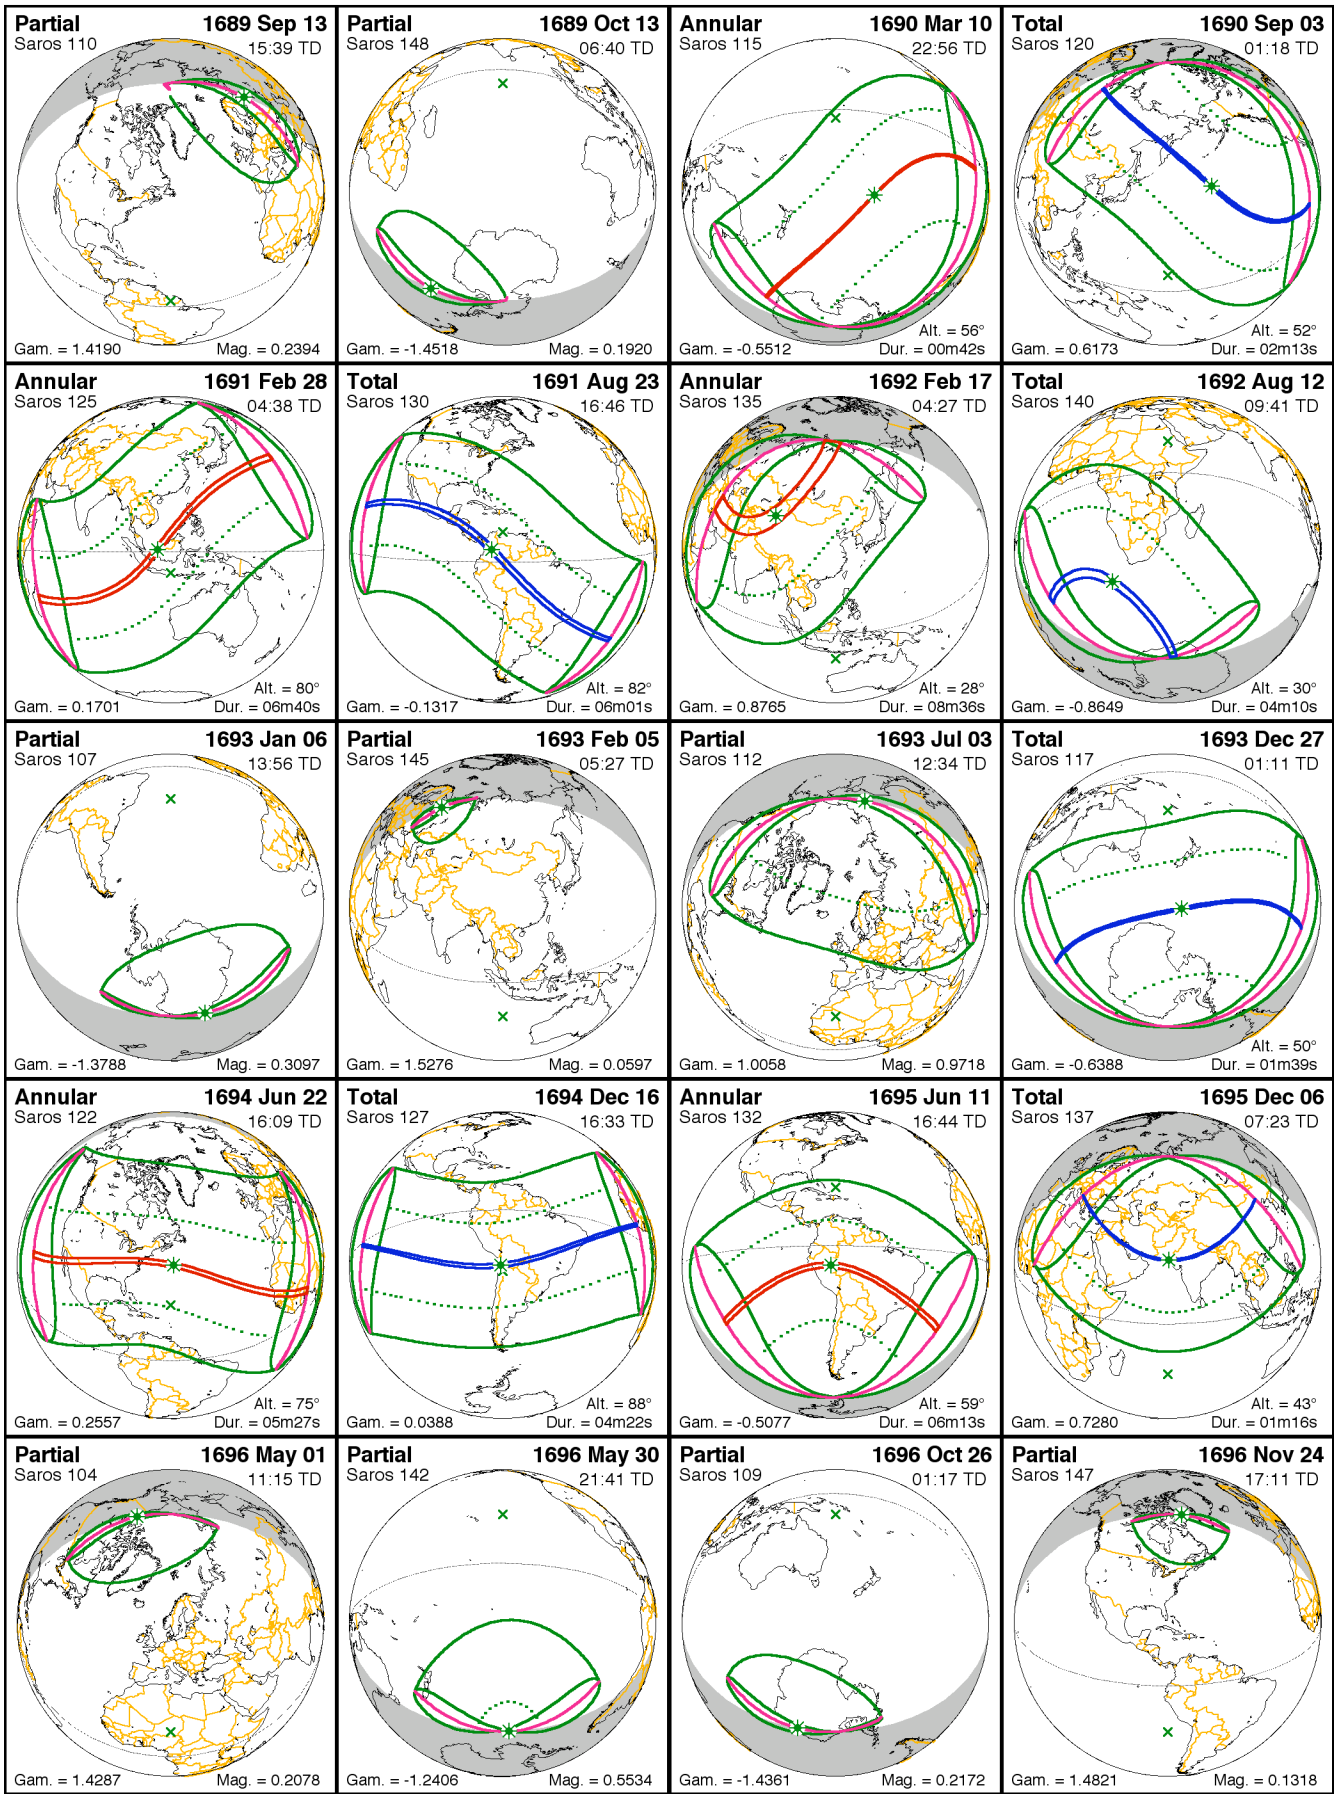 Partial 1689 Sep 13
Saros 110 15:39 TD
Gam. = 1.4190 Mag. = 0.2394
Partial 1689 Oct 13
Saros 148 06:40 TD
Gam. = -1.4518 Mag. = 0.1920
Annular 1690 Mar 10
Saros 115 22:56 TD
Alt. = 56°
Gam. = -0.5512 Dur. = 00m42s
Total 1690 Sep 03
Saros 120 01:18 TD
Alt. = 52°
Gam. = 0.6173 Dur. = 02m13s
Annular 1691 Feb 28
Saros 125 04:38 TD
Alt. = 80°
Gam. = 0.1701 Dur. = 06m40s
Total 1691 Aug 23
Saros 130 16:46 TD
Alt. = 82°
Gam. = -0.1317 Dur. = 06m01s
Annular 1692 Feb 17
Saros 135 04:27 TD
Alt. = 28°
Gam. = 0.8765 Dur. = 08m36s
Total 1692 Aug 12
Saros 140 09:41 TD
Alt. = 30°
Gam. = -0.8649 Dur. = 04m10s
Partial 1693 Jan 06
Saros 107 13:56 TD
Gam. = -1.3788 Mag. = 0.3097
Partial 1693 Feb 05
Saros 145 05:27 TD
Gam. = 1.5276 Mag. = 0.0597
Partial 1693 Jul 03
Saros 112 12:34 TD
Gam. = 1.0058 Mag. = 0.9718
Total 1693 Dec 27
Saros 117 01:11 TD
Alt. = 50°
Gam. = -0.6388 Dur. = 01m39s
Annular 1694 Jun 22
Saros 122 16:09 TD
Alt. = 75°
Gam. = 0.2557 Dur. = 05m27s
Total 1694 Dec 16
Saros 127 16:33 TD
Alt. = 88°
Gam. = 0.0388 Dur. = 04m22s
Annular 1695 Jun 11
Saros 132 16:44 TD
Alt. = 59°
Gam. = -0.5077 Dur. = 06m13s
Total 1695 Dec 06
Saros 137 07:23 TD
Alt. = 43°
Gam. = 0.7280 Dur. = 01m16s
Partial 1696 May 01
Saros 104 11:15 TD
Gam. = 1.4287 Mag. = 0.2078
Partial 1696 May 30
Saros 142 21:41 TD
Gam. = -1.2406 Mag. = 0.5534
Partial 1696 Oct 26
Saros 109 01:17 TD
Gam. = -1.4361 Mag. = 0.2172
Partial 1696 Nov 24
Saros 147 17:11 TD
Gam. = 1.4821 Mag. = 0.1318